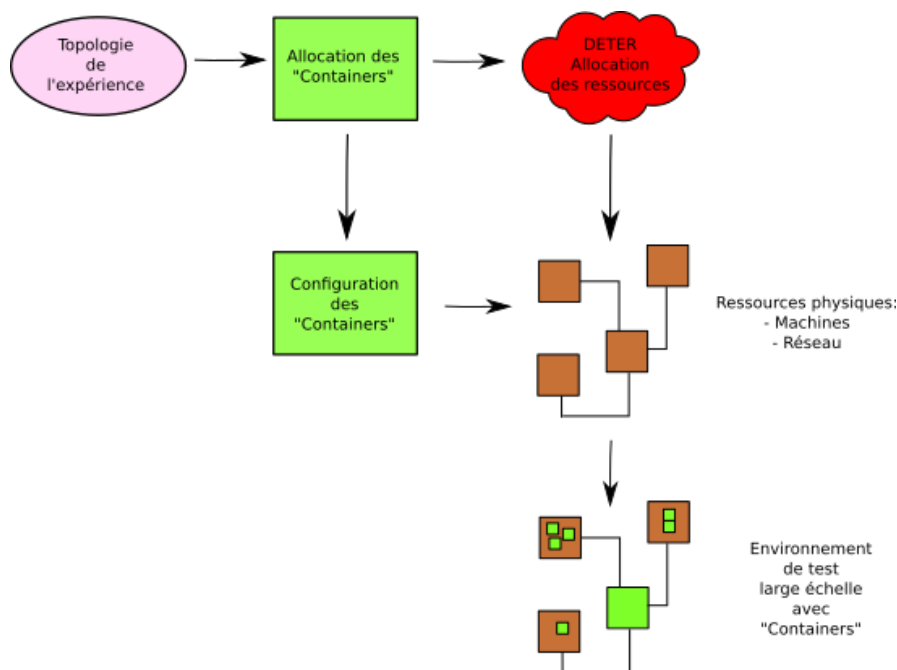 Topologie
de
l'expérience
Allocation des
"Containers"
DETER
Allocation
des ressources
Configuration
des
"Containers"
Ressources physiques:
- Machines
- Réseau
Environnement
de test
large échelle
avec
"Containers"